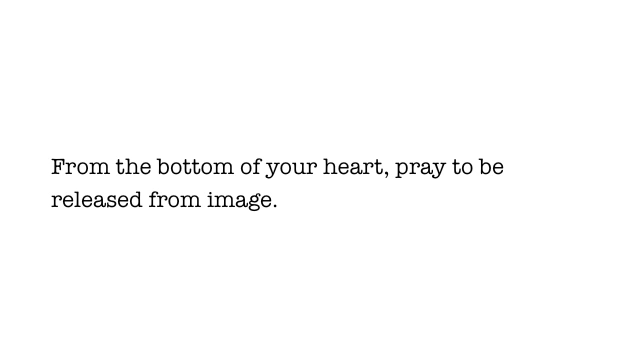 From the bottom of your heart, pray to be
released from image.